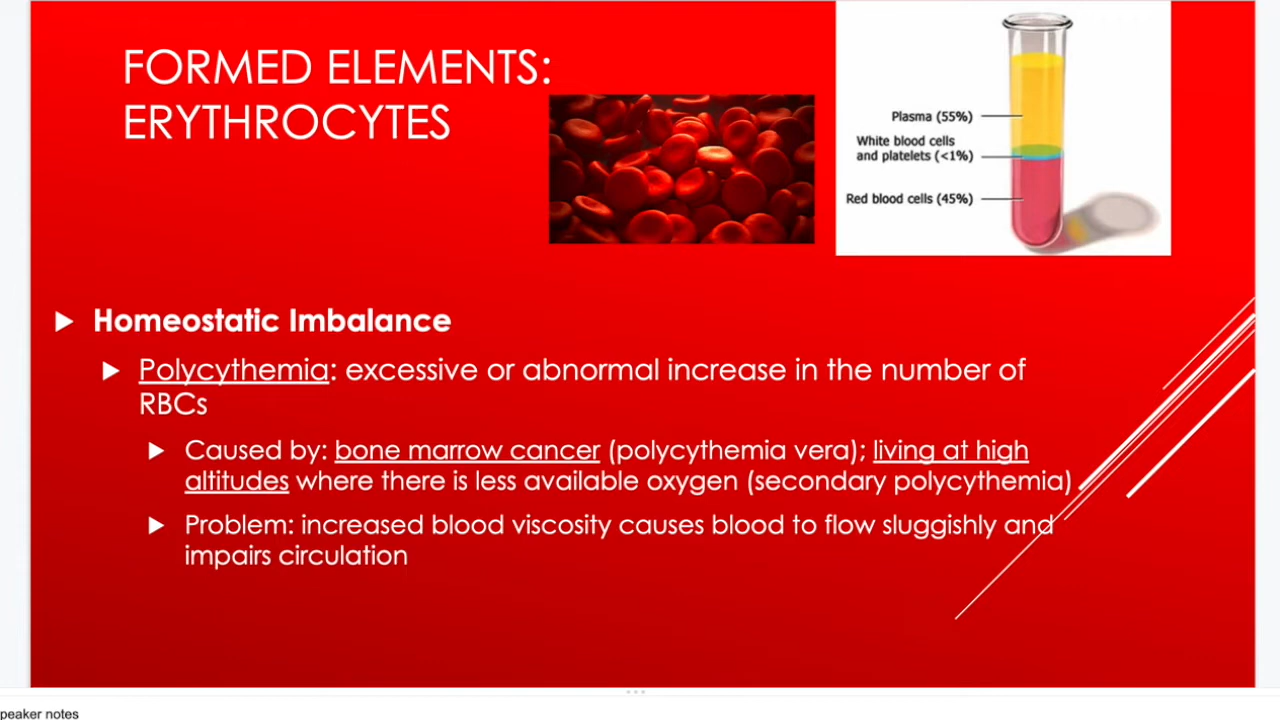 FORMED ELEMENTS:
ERYTHROCYTES
Plasma (55%)
White blood cells
and platelets (<1%)
Red blood cells (45%)
Homeostatic Imbalance
Polycythemia: excessive or abnormal increase in the number of
RBCs
Caused by: bone marrow cancer (polycythemia vera); living at high
altitudes where there is less available oxygen (secondary polycythemia)
Problem: increased blood viscosity causes blood to flow sluggishly and
impairs circulation
peaker notes